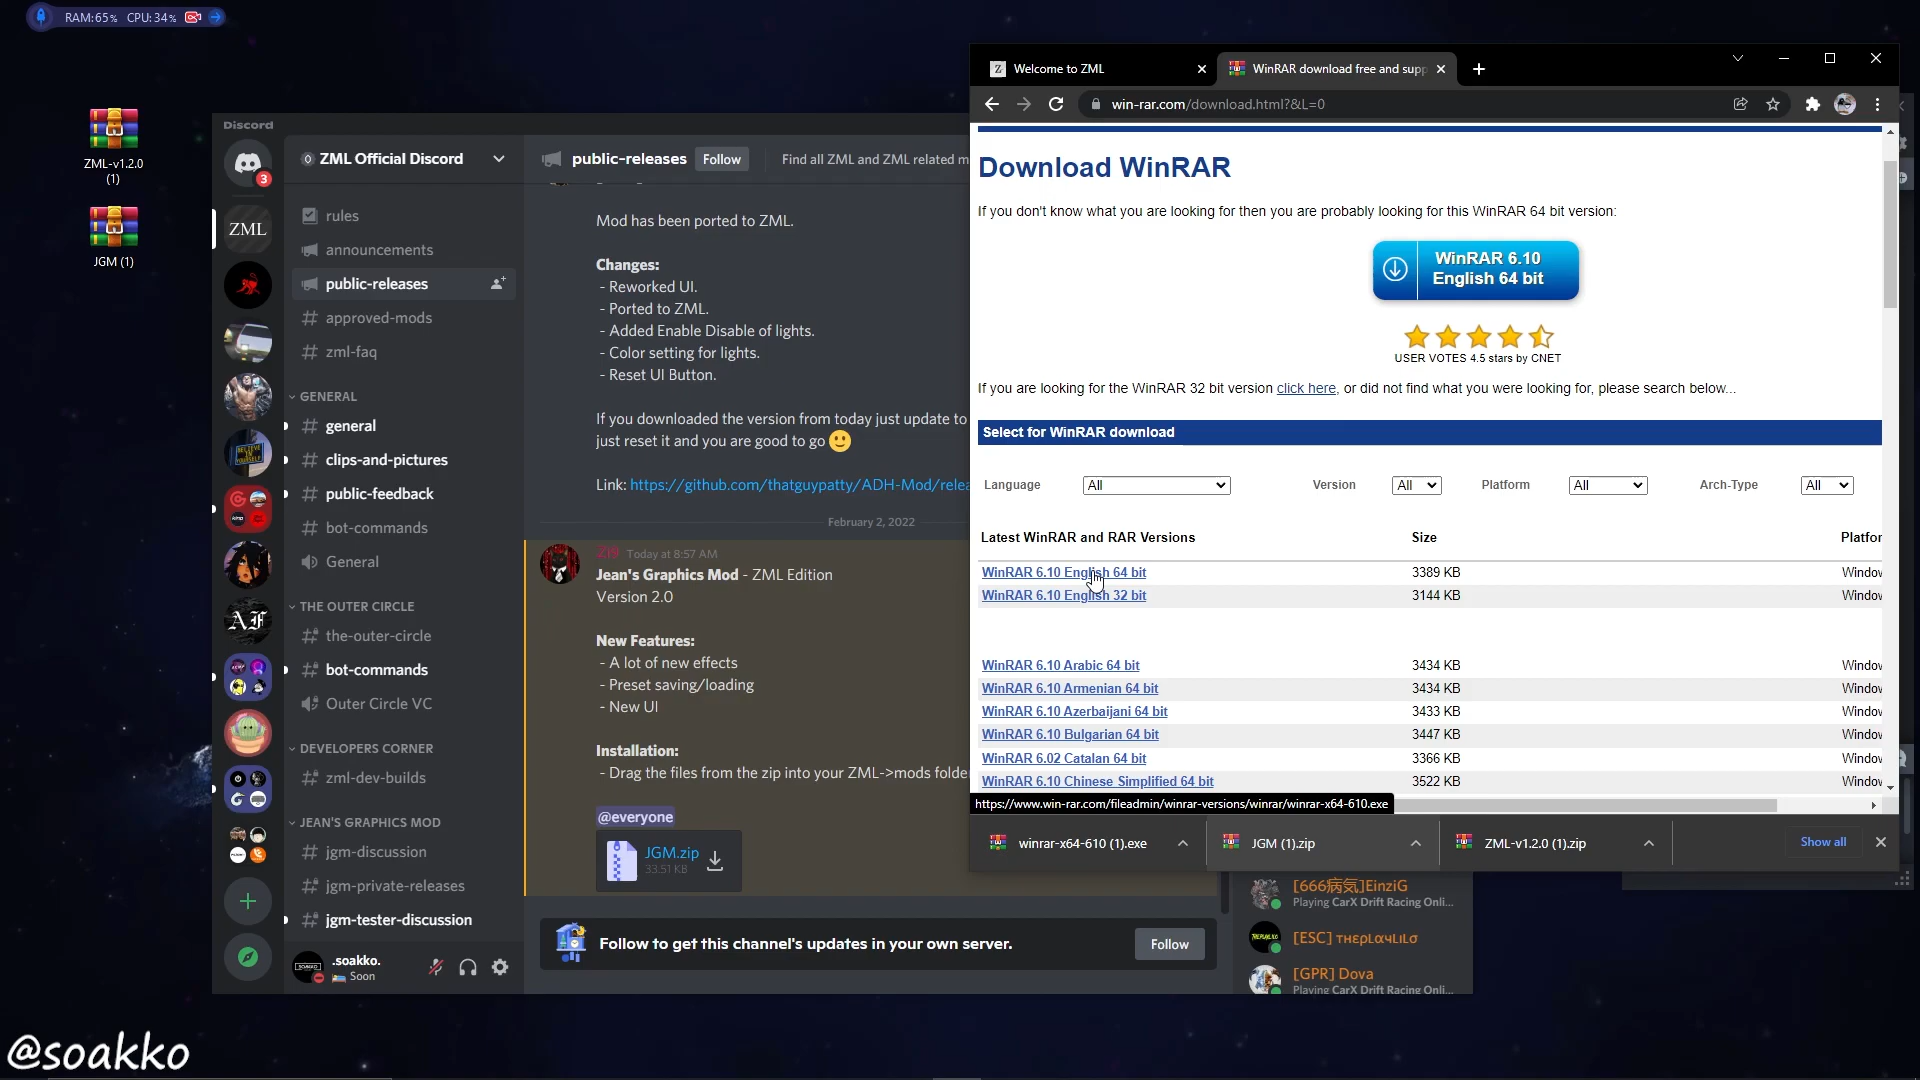 RAM:65% CPU:34%
ZML-v1.2.0
(1)
JGM (1)
Discord
3
ZML
ZML Official Discord
rules
announcements
public-releases
approved-mods
zml-faq
GENERAL
general
clips-and-pictures
public-feedback
bot-commands
General
THE OUTER CIRCLE
the-outer-circle
bot-commands
Outer Circle VC
DEVELOPERS CORNER
zml-dev-builds
JEAN'S GRAPHICS MOD
jgm-discussion
jgm-private-releases
jgm-tester-discussion
.soakko.
Soon
public-releases
Follow
Find all ZML and ZML related m
Mod has been ported to ZML.
Changes:
- Reworked UI.
- Ported to ZML.
- Added Enable Disable of lights.
- Color setting for lights.
- Reset UI Button.
If you downloaded the version from today just update to
just reset it and you are good to go
Link: https://github.com/thatguypatty/ADH-Mod/relea
February 2, 2022
Today at 8:57 AM
Jean's Graphics Mod - ZML Edition
Version 2.0
New Features:
- A lot of new effects
- Preset saving/loading
- New UI
Installation:
- Drag the files from the zip into your ZML->mods folde
@everyone
JGM.zip
33.51 KB
Follow to get this channel's updates in your own server.
Follow
[666病気]EinziG
Playing CarX Drift Racing Onli...
[ESC] тнєρLαчLιLσ
[GPR] Dova
Playing CarX Drift Racing Onli...
Welcome to ZML
WinRAR download free and supp
win-rar.com/download.html?&L=0
Download WinRAR
If you don't know what you are looking for then you are probably looking for this WinRAR 64 bit version:
WinRAR 6.10
English 64 bit
USER VOTES 4.5 stars by CNET
If you are looking for the WinRAR 32 bit version click here, or did not find what you were looking for, please search below...
Select for WinRAR download
Language All Version All Platform All Arch-Type All
Latest WinRAR and RAR Versions Size Platfor
WinRAR 6.10 English 64 bit 3389 KB Window
WinRAR 6.10 English 32 bit 3144 KB Window
WinRAR 6.10 Arabic 64 bit 3434 KB Window
WinRAR 6.10 Armenian 64 bit 3434 KB Window
WinRAR 6.10 Azerbaijani 64 bit 3433 KB Window
WinRAR 6.10 Bulgarian 64 bit 3447 KB Window
WinRAR 6.02 Catalan 64 bit 3366 KB Window
WinRAR 6.10 Chinese Simplified 64 bit 3522 KB Window
https://www.win-rar.com/fileadmin/winrar-versions/winrar/winrar-x64-610.exe
winrar-x64-610 (1).exe
JGM (1).zip
ZML-v1.2.0 (1).zip
Show all
@soakko